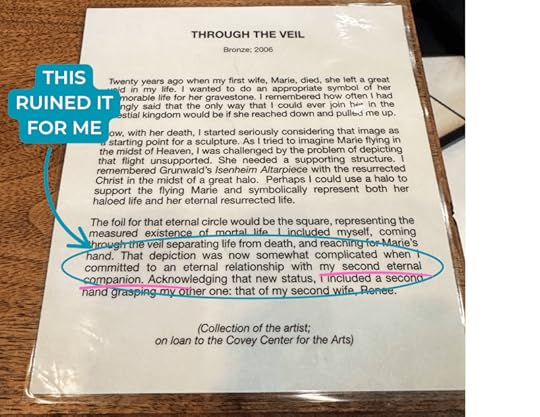 THROUGH THE VEIL
Bronze; 2006
THIS
RUINED IT
FOR ME
Twenty years ago when my first wife, Marie, died, she left a great
void in my life. I wanted to do an appropriate symbol of her
memorable life for her gravestone. I remembered how often I had
said that the only way that I could ever join her in the
celestial kingdom would be if she reached down and pulled me up.
Now, with her death, I started seriously considering that image as
a starting point for a sculpture. As I tried to imagine Marie flying in
the midst of Heaven, I was challenged by the problem of depicting
that flight unsupported. She needed a supporting structure. I
remembered Grunwald's Isenheim Altarpiece with the resurrected
Christ in the midst of a great halo. Perhaps I could use a halo to
support the flying Marie and symbolically represent both her
haloed life and her eternal resurrected life.
The foil for that eternal circle would be the square, representing the
measured existence of mortal life. I included myself, coming
through the veil separating life from death, and reaching for Marie's
hand. That depiction was now somewhat complicated when I
committed to an eternal relationship with my second eternal
companion. Acknowledging that new status, I included a second
hand grasping my other one: that of my second wife, Renee.
(Collection of the artist;
on loan to the Covey Center for the Arts)